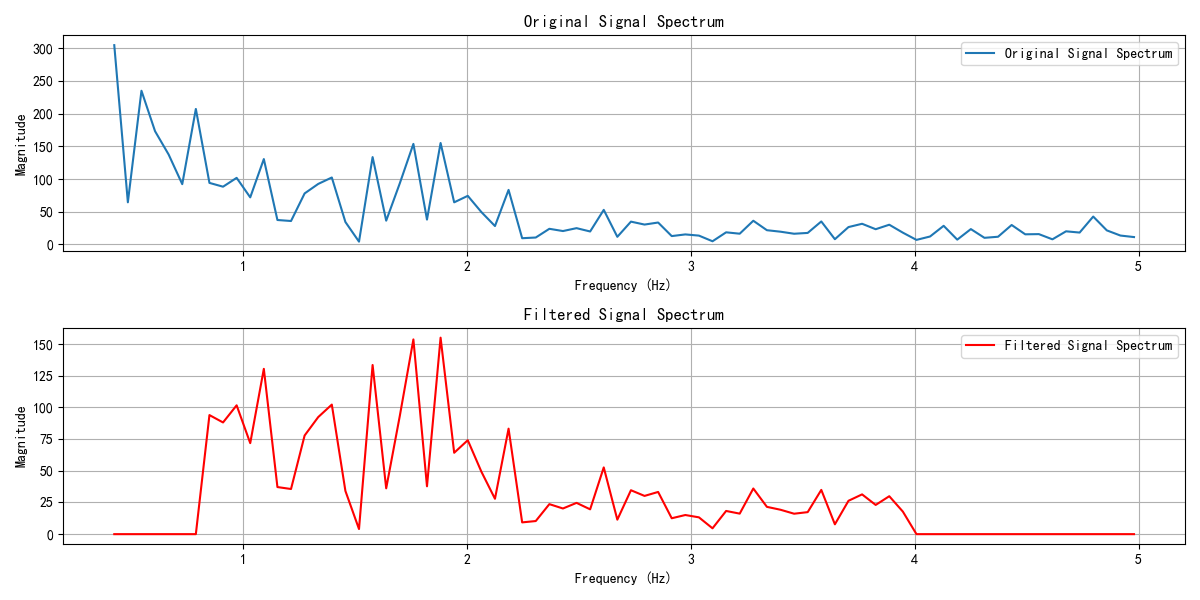 Original Signal Spectrum
300
250
200
150
100
50
0
Magnitude
Original Signal Spectrum
1 2 3 4 5
Frequency (Hz)
Filtered Signal Spectrum
150
125
100
75
50
25
0
Magnitude
Filtered Signal Spectrum
1 2 3 4 5
Frequency (Hz)